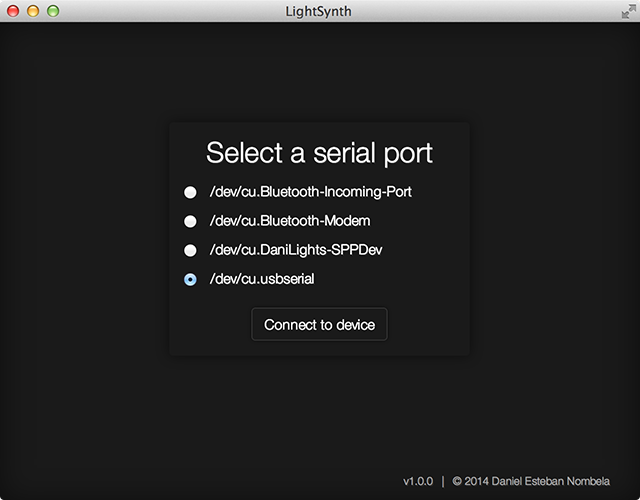 LightSynth
Select a serial port
/dev/cu.Bluetooth-Incoming-Port
/dev/cu.Bluetooth-Modem
/dev/cu.DaniLights-SPPDev
/dev/cu.usbserial
Connect to device
v1.0.0 | © 2014 Daniel Esteban Nombela